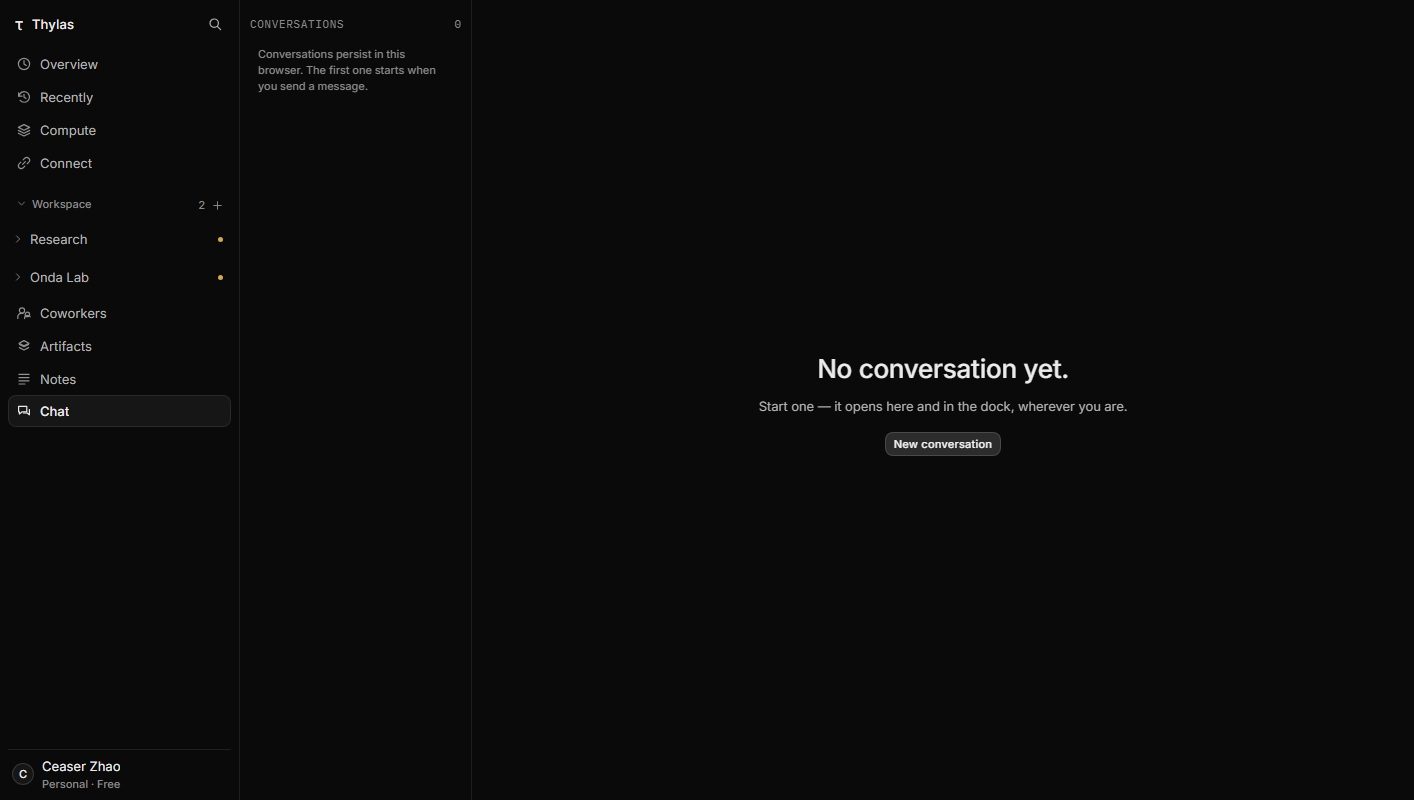 τ Thylas
Overview
Recently
Compute
Connect
Workspace 2 +
Research
Onda Lab
Coworkers
Artifacts
Notes
Chat
C
Ceaser Zhao
Personal · Free
CONVERSATIONS 0
Conversations persist in this
browser. The first one starts when
you send a message.
No conversation yet.
Start one — it opens here and in the dock, wherever you are.
New conversation